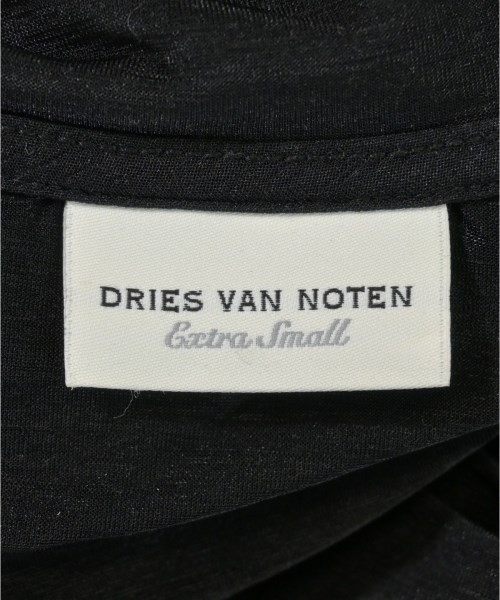 DRIES VAN NOTEN
Extra Small